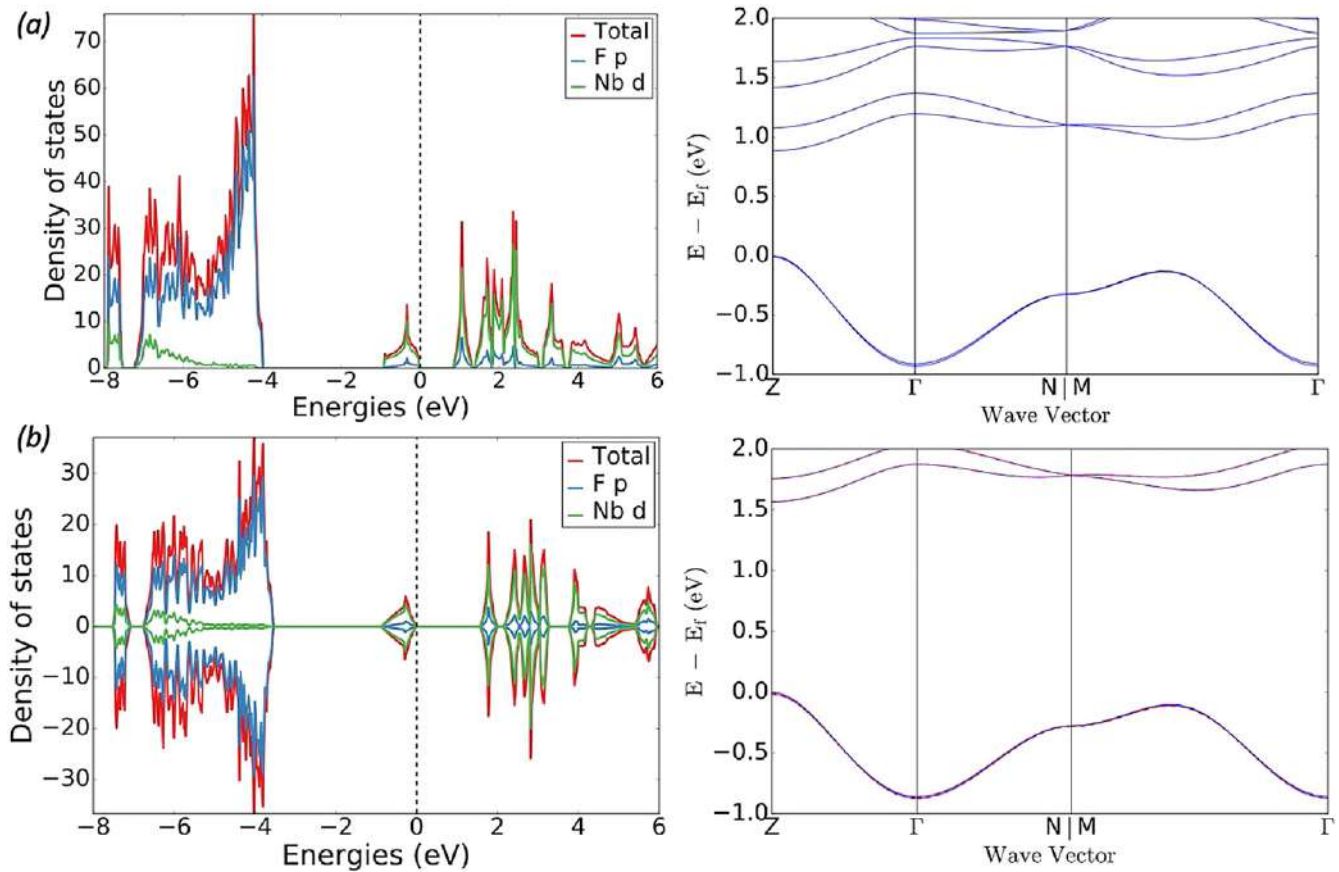 (a)
Density of states
70
60
50
40
30
20
10
0
Total
F p
Nb d
−8 −6 −4 −2 0 2 4 6
Energies (eV)
E − E_f (eV)
2.0
1.5
1.0
0.5
0.0
−0.5
−1.0
Z Γ N|M Γ
Wave Vector
(b)
Density of states
30
20
10
0
−10
−20
−30
Total
F p
Nb d
−8 −6 −4 −2 0 2 4 6
Energies (eV)
E − E_f (eV)
2.0
1.5
1.0
0.5
0.0
−0.5
−1.0
Z Γ N|M Γ
Wave Vector